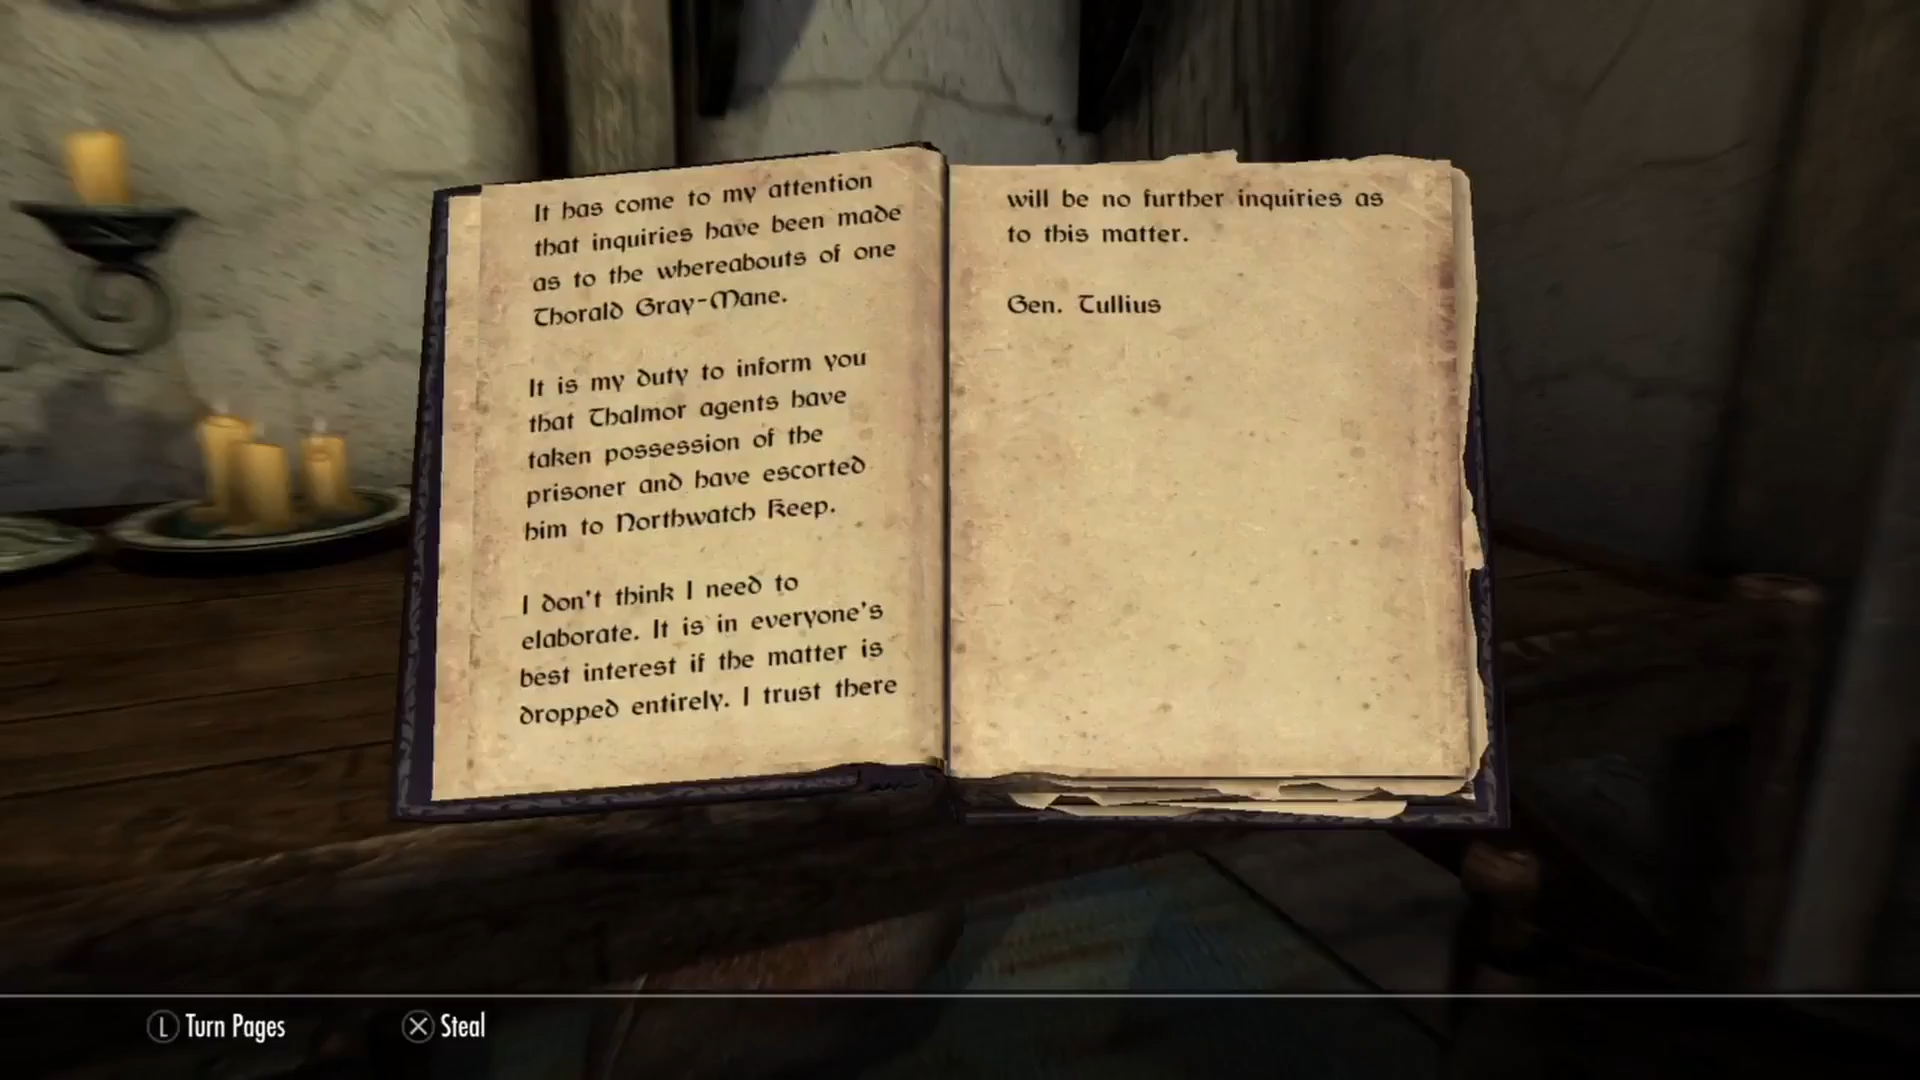 It has come to my attention
that inquiries have been made
as to the whereabouts of one
Thorald Gray-Mane.
It is my duty to inform you
that Thalmor agents have
taken possession of the
prisoner and have escorted
him to Northwatch Keep.
I don't think I need to
elaborate. It is in everyone's
best interest if the matter is
dropped entirely. I trust there
will be no further inquiries as
to this matter.
Gen. Tullius
L Turn Pages
X Steal